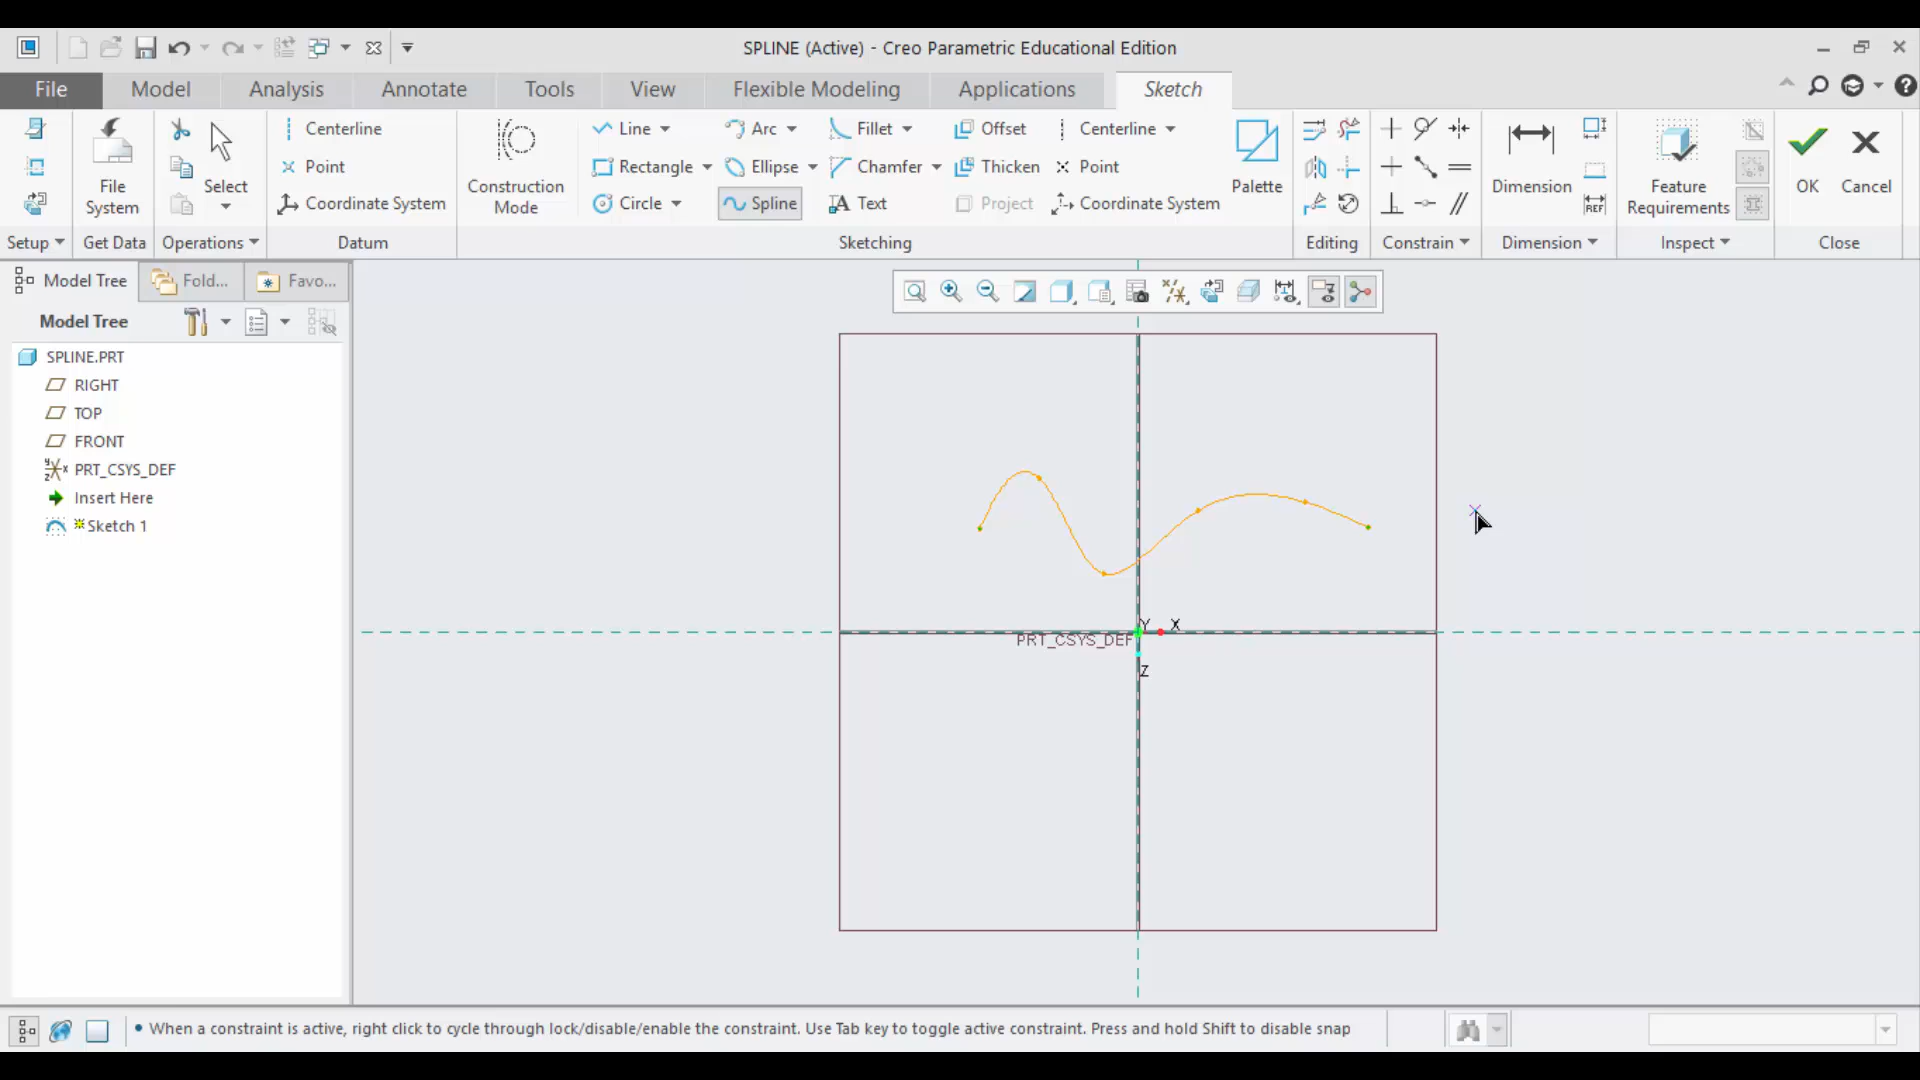 SPLINE (Active) - Creo Parametric Educational Edition
File Model Analysis Annotate Tools View Flexible Modeling Applications Sketch
Centerline Line Arc Fillet Offset Centerline
Point Rectangle Ellipse Chamfer Thicken Point
File System Select Coordinate System Construction Mode Circle Spline Text Project Coordinate System Palette Dimension REF Feature Requirements OK Cancel
Setup Get Data Operations Datum Sketching Editing Constrain Dimension Inspect Close
Model Tree Fold... Favo...
Model Tree
SPLINE.PRT
RIGHT
TOP
FRONT
PRT_CSYS_DEF
Insert Here
Sketch 1
Y X
PRT_CSYS_DEF
Z
• When a constraint is active, right click to cycle through lock/disable/enable the constraint. Use Tab key to toggle active constraint. Press and hold Shift to disable snap